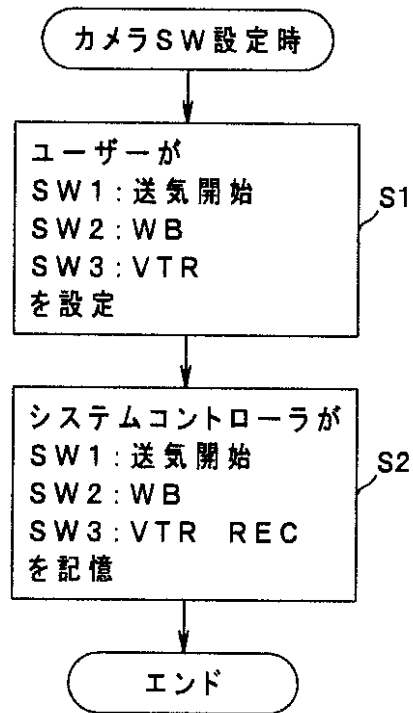 カメラSW設定時
ユーザーが
SW1:送気開始
SW2:WB
SW3:VTR
を設定
S1
システムコントローラが
SW1:送気開始
SW2:WB
SW3:VTR REC
を記憶
S2
エンド